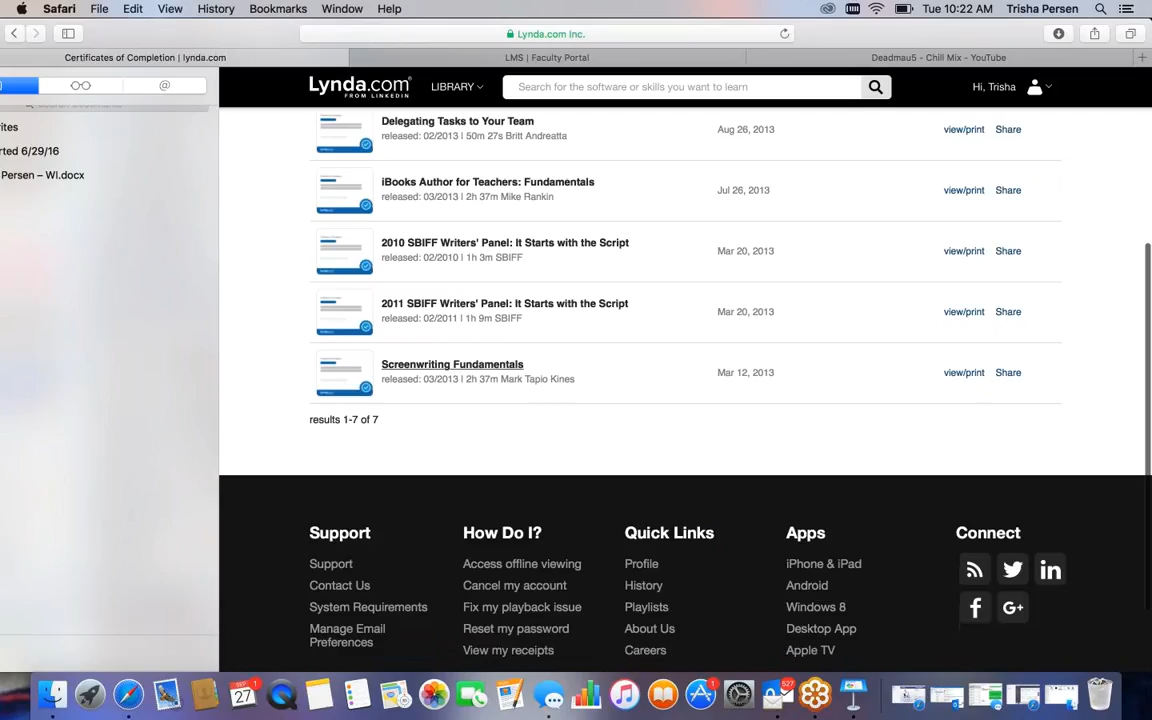 Safari File Edit View History Bookmarks Window Help Tue 10:22 AM Trisha Persen
Lynda.com Inc.
Certificates of Completion | lynda.com LMS | Faculty Portal Deadmau5 - Chill Mix - YouTube
Lynda.com FROM LINKEDIN LIBRARY Search for the software or skills you want to learn Hi, Trisha
@
rites
rted 6/29/16
Persen – WI.docx
Delegating Tasks to Your Team
released: 02/2013 | 50m 27s Britt Andreatta Aug 26, 2013 view/print Share
iBooks Author for Teachers: Fundamentals
released: 03/2013 | 2h 37m Mike Rankin Jul 26, 2013 view/print Share
2010 SBIFF Writers' Panel: It Starts with the Script
released: 02/2010 | 1h 3m SBIFF Mar 20, 2013 view/print Share
2011 SBIFF Writers' Panel: It Starts with the Script
released: 02/2011 | 1h 9m SBIFF Mar 20, 2013 view/print Share
Screenwriting Fundamentals
released: 03/2013 | 2h 37m Mark Tapio Kines Mar 12, 2013 view/print Share
results 1-7 of 7
Support
Support
Contact Us
System Requirements
Manage Email
Preferences
How Do I?
Access offline viewing
Cancel my account
Fix my playback issue
Reset my password
View my receipts
Quick Links
Profile
History
Playlists
About Us
Careers
Apps
iPhone & iPad
Android
Windows 8
Desktop App
Apple TV
Connect
27 1 1 527